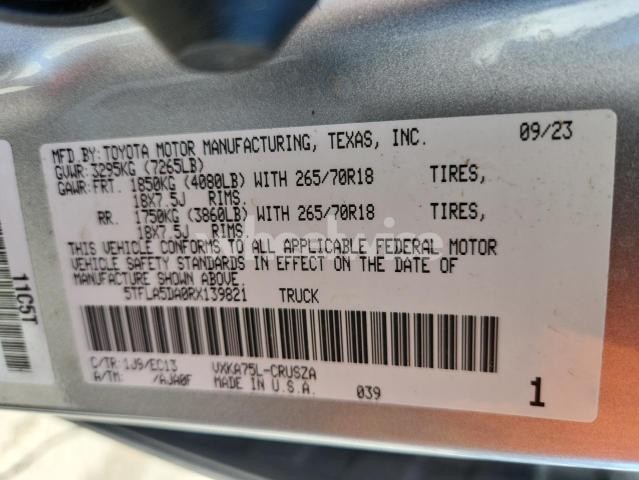 MFD.BY:TOYOTA MOTOR MANUFACTURING, TEXAS, INC. 09/23
GVWR:3295KG (7265LB)
GAWR:FRT. 1850KG (4080LB) WITH 265/70R18 TIRES,
18X7.5J RIMS.
RR. 1750KG (3860LB) WITH 265/70R18 TIRES,
18X7.5J RIMS.
THIS VEHICLE CONFORMS TO ALL APPLICABLE FEDERAL MOTOR
VEHICLE SAFETY STANDARDS IN EFFECT ON THE DATE OF
MANUFACTURE SHOWN ABOVE.
5TFLA5DA0RX139821 TRUCK
C/TR:1J9/EC13 VXKA75L-CRUSZA
A/TM: /AJA0F MADE IN U.S.A. 039 1
11C5T